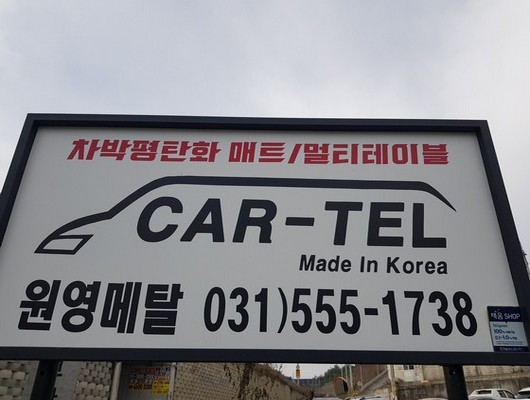 차박평탄화 매트/멀티테이블
CAR-TEL
Made In Korea
원영메탈 031)555-1738
SHOP